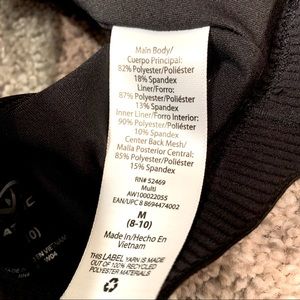 Main Body/
Cuerpo Principal:
82% Polyester/Poliéster
18% Spandex
Liner/Forro:
87% Polyester/Poliéster
13% Spandex
Inner Liner/Forro Interior:
90% Polyester/Poliéster
10% Spandex
Center Back Mesh/
Malla Posterior Central:
85% Polyester/Poliéster
15% Spandex
RN# 52469
Multi
AW100022055
EAN/UPC 8 8694474002
M
(8-10)
Made in/Hecho En
Vietnam
THIS LABEL YARN IS MADE
OUT OF 100% RECYCLED
POLYESTER MATERIALS
EN VIETNAM